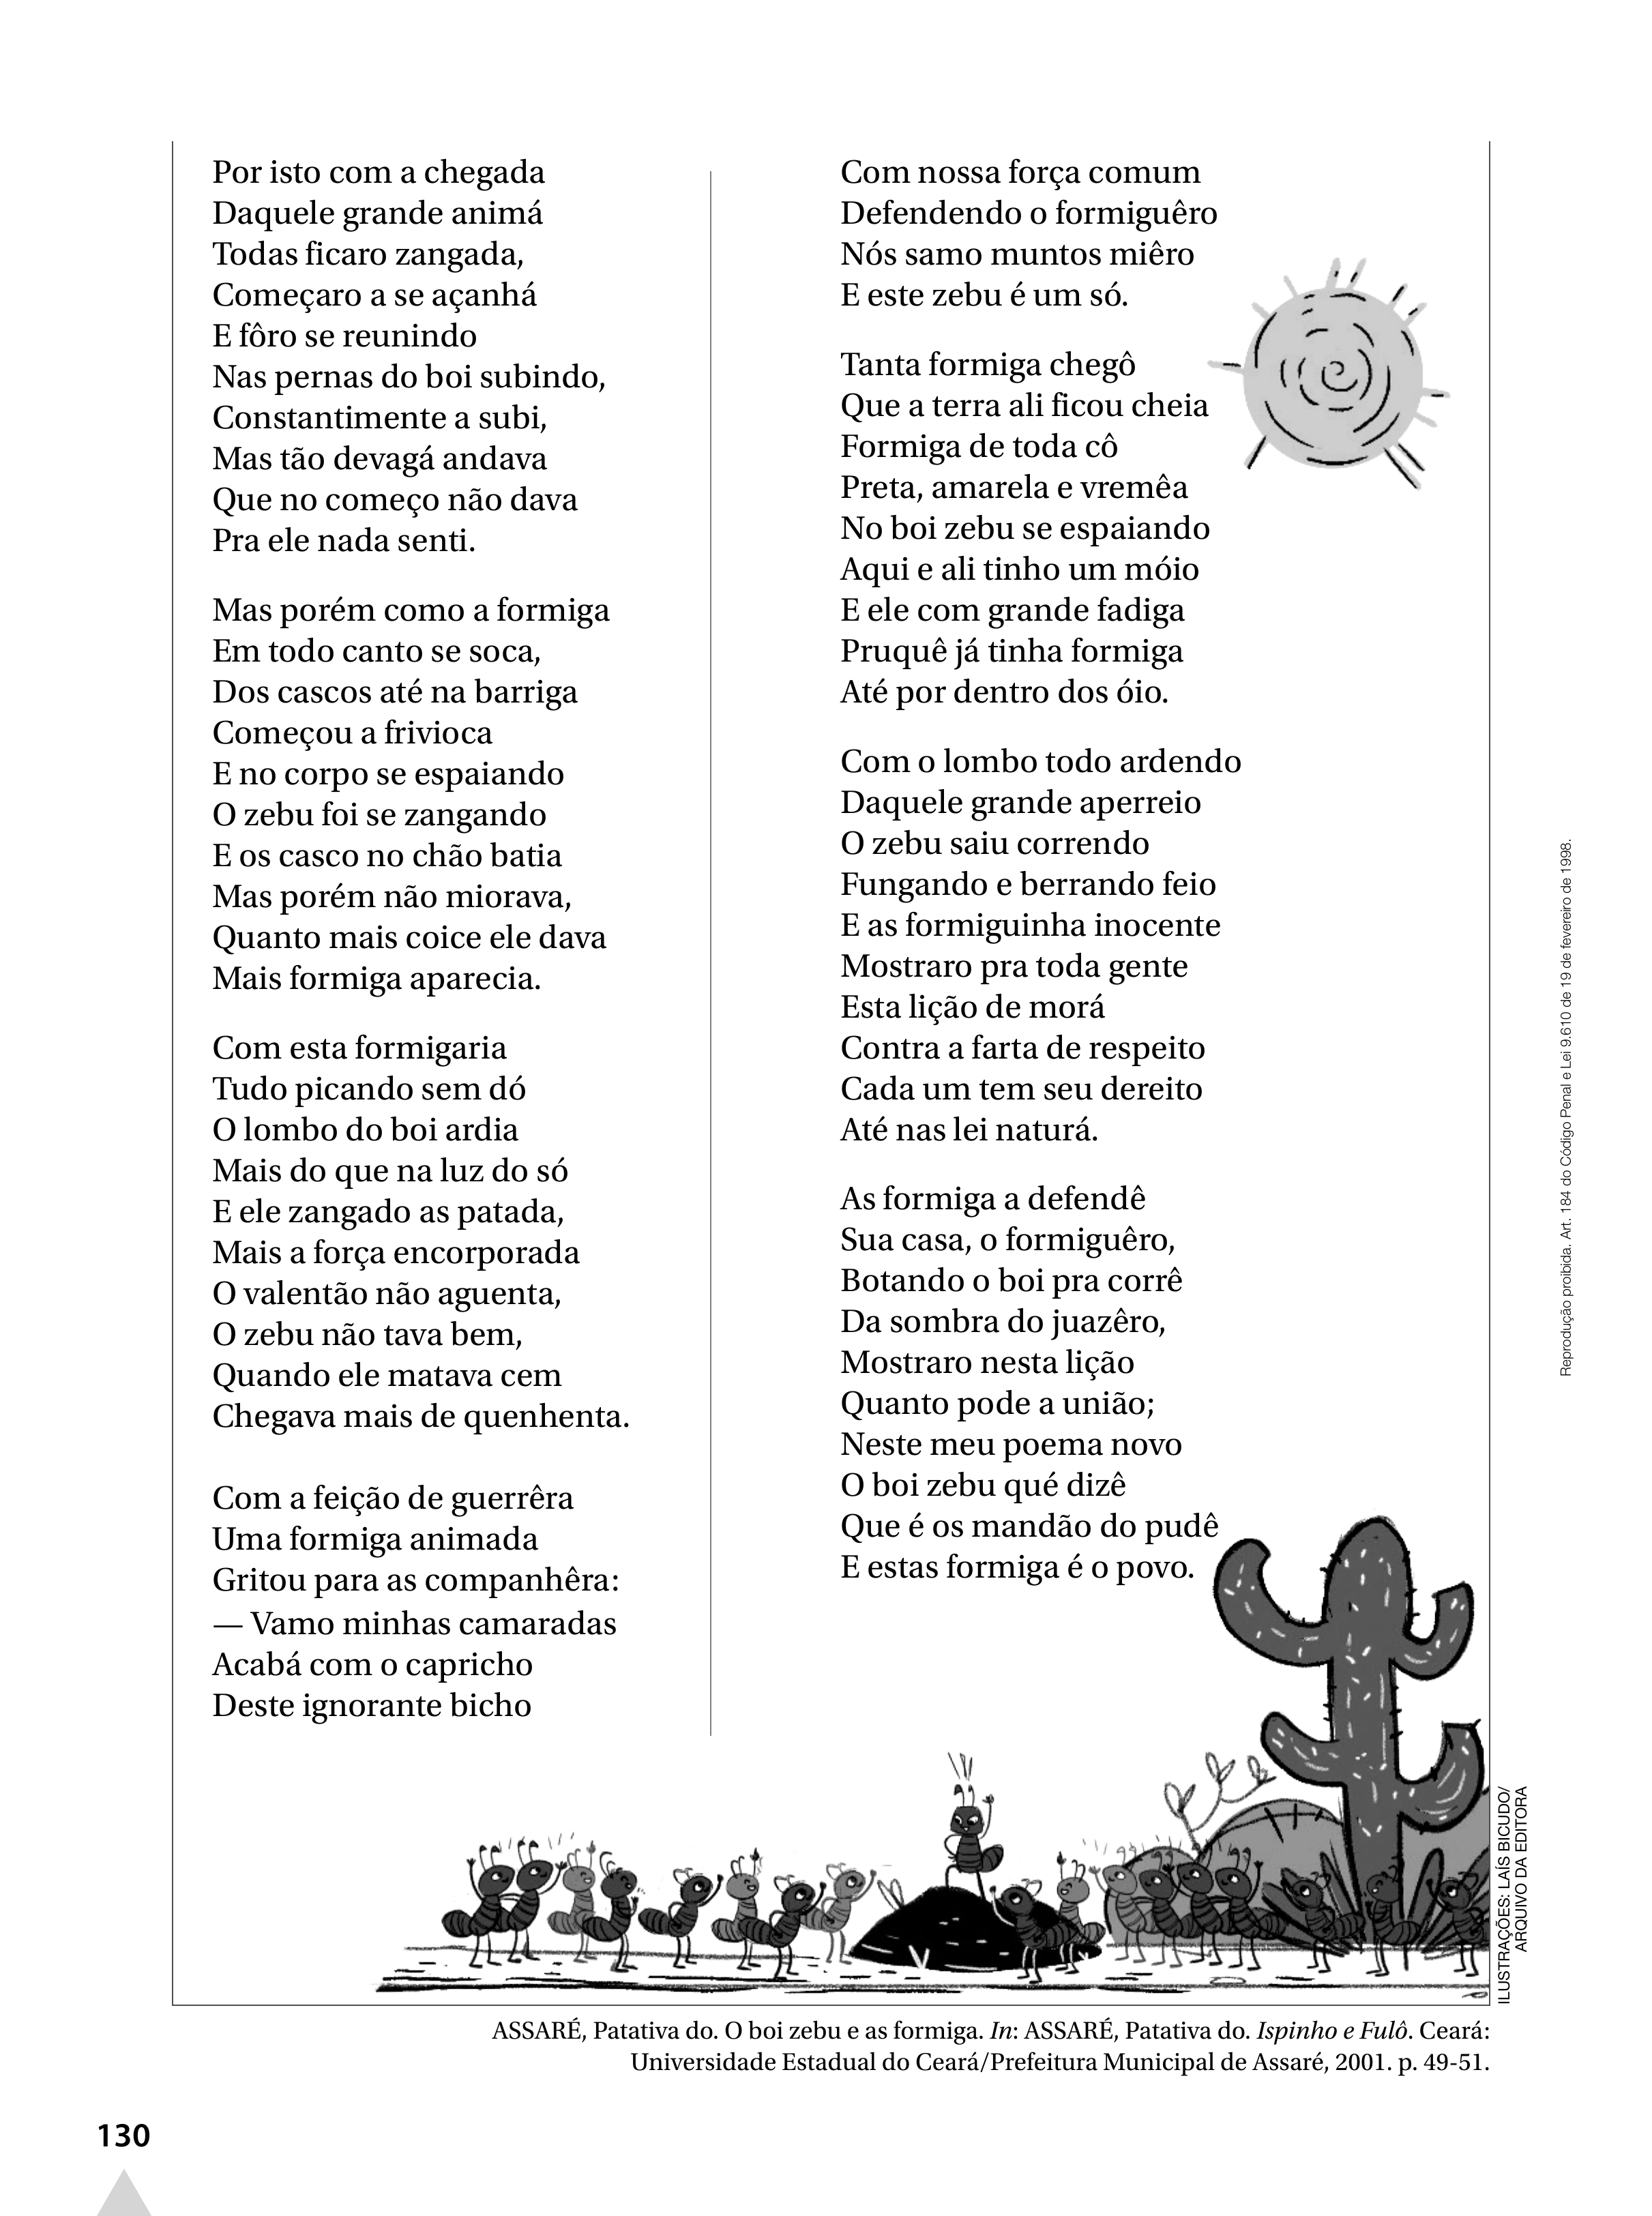 Por isto com a chegada
Daquele grande animá
Todas ficaro zangada,
Começaro a se açanhá
E fôro se reunindo
Nas pernas do boi subindo,
Constantimente a subi,
Mas tão devagá andava
Que no começo não dava
Pra ele nada senti.
Mas porém como a formiga
Em todo canto se soca,
Dos cascos até na barriga
Começou a frivioca
E no corpo se espaiando
O zebu foi se zangando
E os casco no chão batia
Mas porém não miorava,
Quanto mais coice ele dava
Mais formiga aparecia.
Com esta formigaria
Tudo picando sem dó
O lombo do boi ardia
Mais do que na luz do só
E ele zangado as patada,
Mais a força encorporada
O valentão não aguenta,
O zebu não tava bem,
Quando ele matava cem
Chegava mais de quenhenta.
Com a feição de guerrêra
Uma formiga animada
Gritou para as companhêra:
— Vamo minhas camaradas
Acabá com o capricho
Deste ignorante bicho
Com nossa força comum
Defendendo o formiguêro
Nós samo muntos miêro
E este zebu é um só.
Tanta formiga chegô
Que a terra ali ficou cheia
Formiga de toda cô
Preta, amarela e vremêa
No boi zebu se espaiando
Aqui e ali tinho um móio
E ele com grande fadiga
Pruquê já tinha formiga
Até por dentro dos óio.
Com o lombo todo ardendo
Daquele grande aperreio
O zebu saiu correndo
Fungando e berrando feio
E as formiguinha inocente
Mostraro pra toda gente
Esta lição de morá
Contra a farta de respeito
Cada um tem seu dereito
Até nas lei naturá.
As formiga a defendê
Sua casa, o formiguêro,
Botando o boi pra corrê
Da sombra do juazêro,
Mostraro nesta lição
Quanto pode a união;
Neste meu poema novo
O boi zebu qué dizê
Que é os mandão do pudê
E estas formiga é o povo.
Reprodução proibida. Art. 184 do Código Penal e Lei 9.610 de 19 de fevereiro de 1998.
ILUSTRAÇÕES: LAÍS BICUDO/
ARQUIVO DA EDITORA
ASSARÉ, Patativa do. O boi zebu e as formiga. In: ASSARÉ, Patativa do. Ispinho e Fulô. Ceará:
Universidade Estadual do Ceará/Prefeitura Municipal de Assaré, 2001. p. 49-51.
130